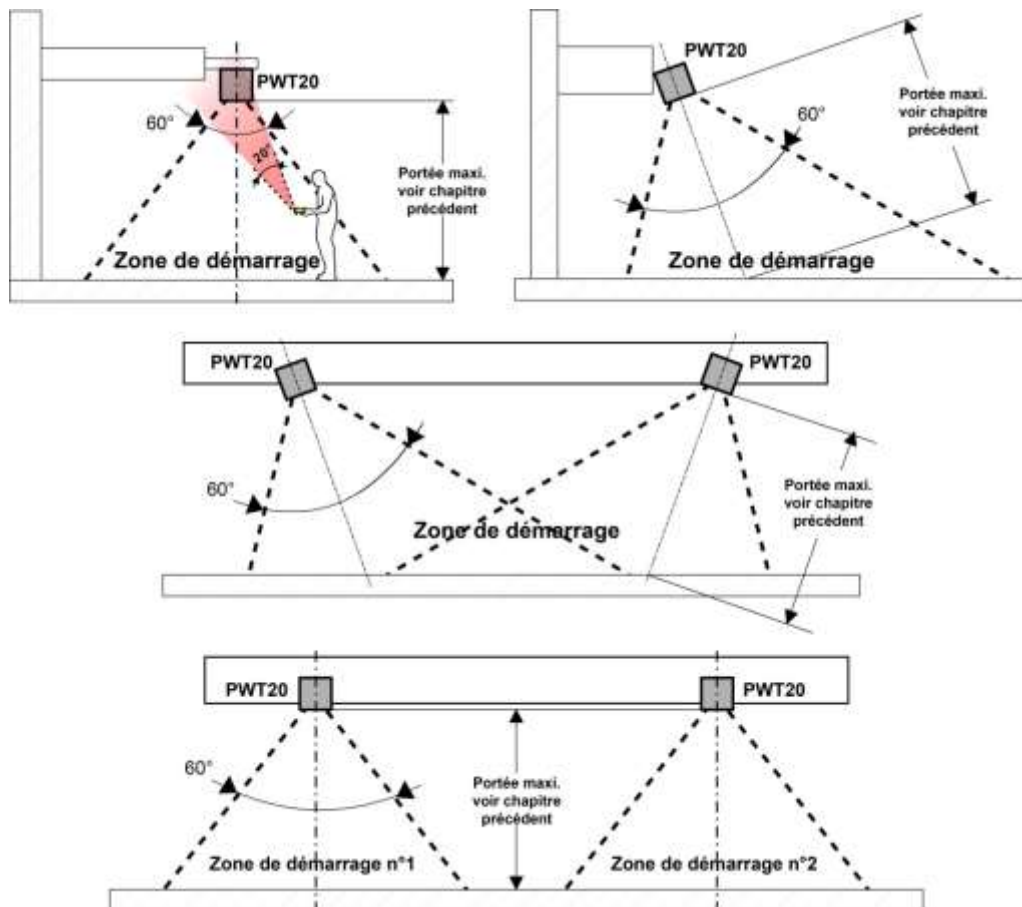 PWT20
60°
20°
Portée maxi.
voir chapitre
précédent
Zone de démarrage
PWT20
60°
Portée maxi.
voir chapitre
précédent
Zone de démarrage
PWT20
PWT20
60°
Portée maxi.
voir chapitre
précédent
Zone de démarrage
PWT20
PWT20
60°
Portée maxi.
voir chapitre
précédent
Zone de démarrage n°1
Zone de démarrage n°2